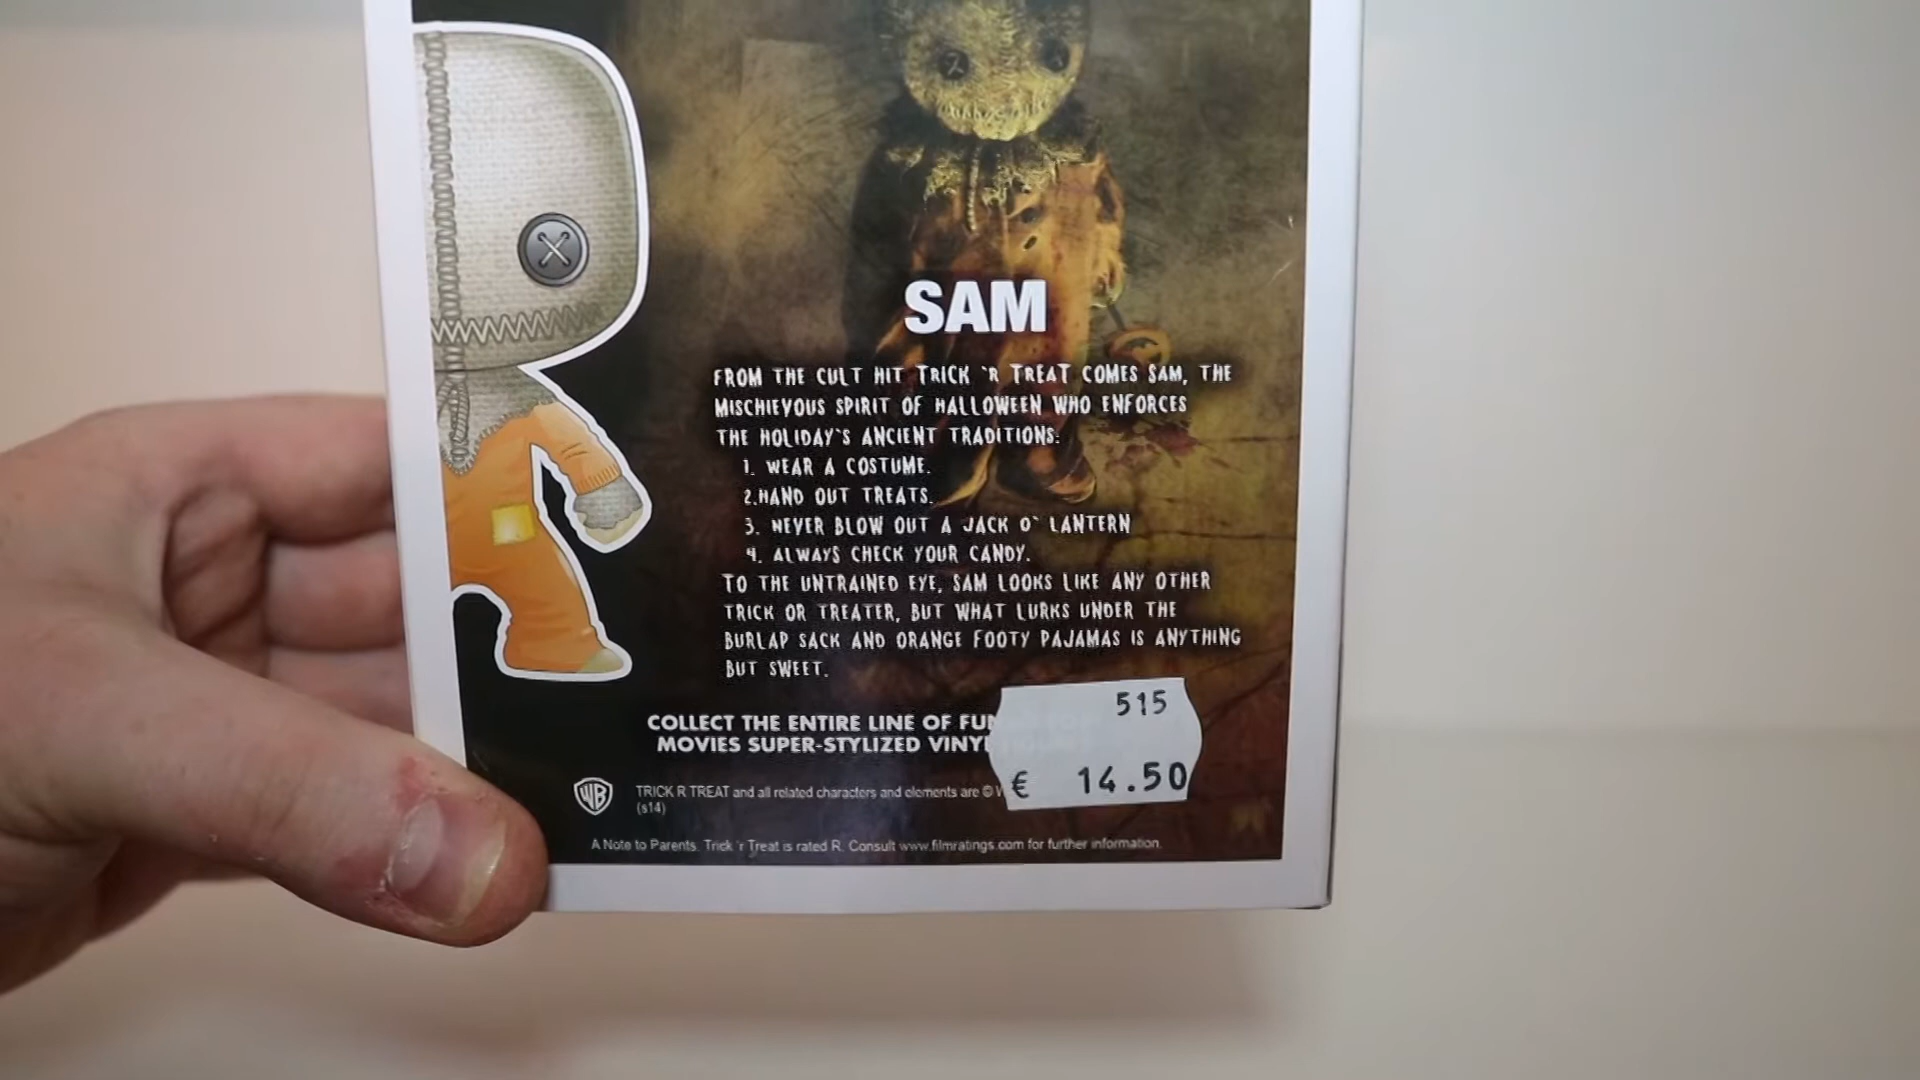 SAM
FROM THE CULT HIT TRICK 'R TREAT COMES SAM, THE
MISCHIEVOUS SPIRIT OF HALLOWEEN WHO ENFORCES
THE HOLIDAY'S ANCIENT TRADITIONS:
1. WEAR A COSTUME.
2. HAND OUT TREATS.
3. NEVER BLOW OUT A JACK O' LANTERN
4. ALWAYS CHECK YOUR CANDY.
TO THE UNTRAINED EYE, SAM LOOKS LIKE ANY OTHER
TRICK OR TREATER, BUT WHAT LURKS UNDER THE
BURLAP SACK AND ORANGE FOOTY PAJAMAS IS ANYTHING
BUT SWEET.
515
COLLECT THE ENTIRE LINE OF
MOVIES SUPER-STYLIZED
€ 14.50
WB
TRICK R TREAT and all related characters and elements are ©
(s14)
A Note to Parents. Trick 'r Treat is rated R. Consult www.filmratings.com for further information.